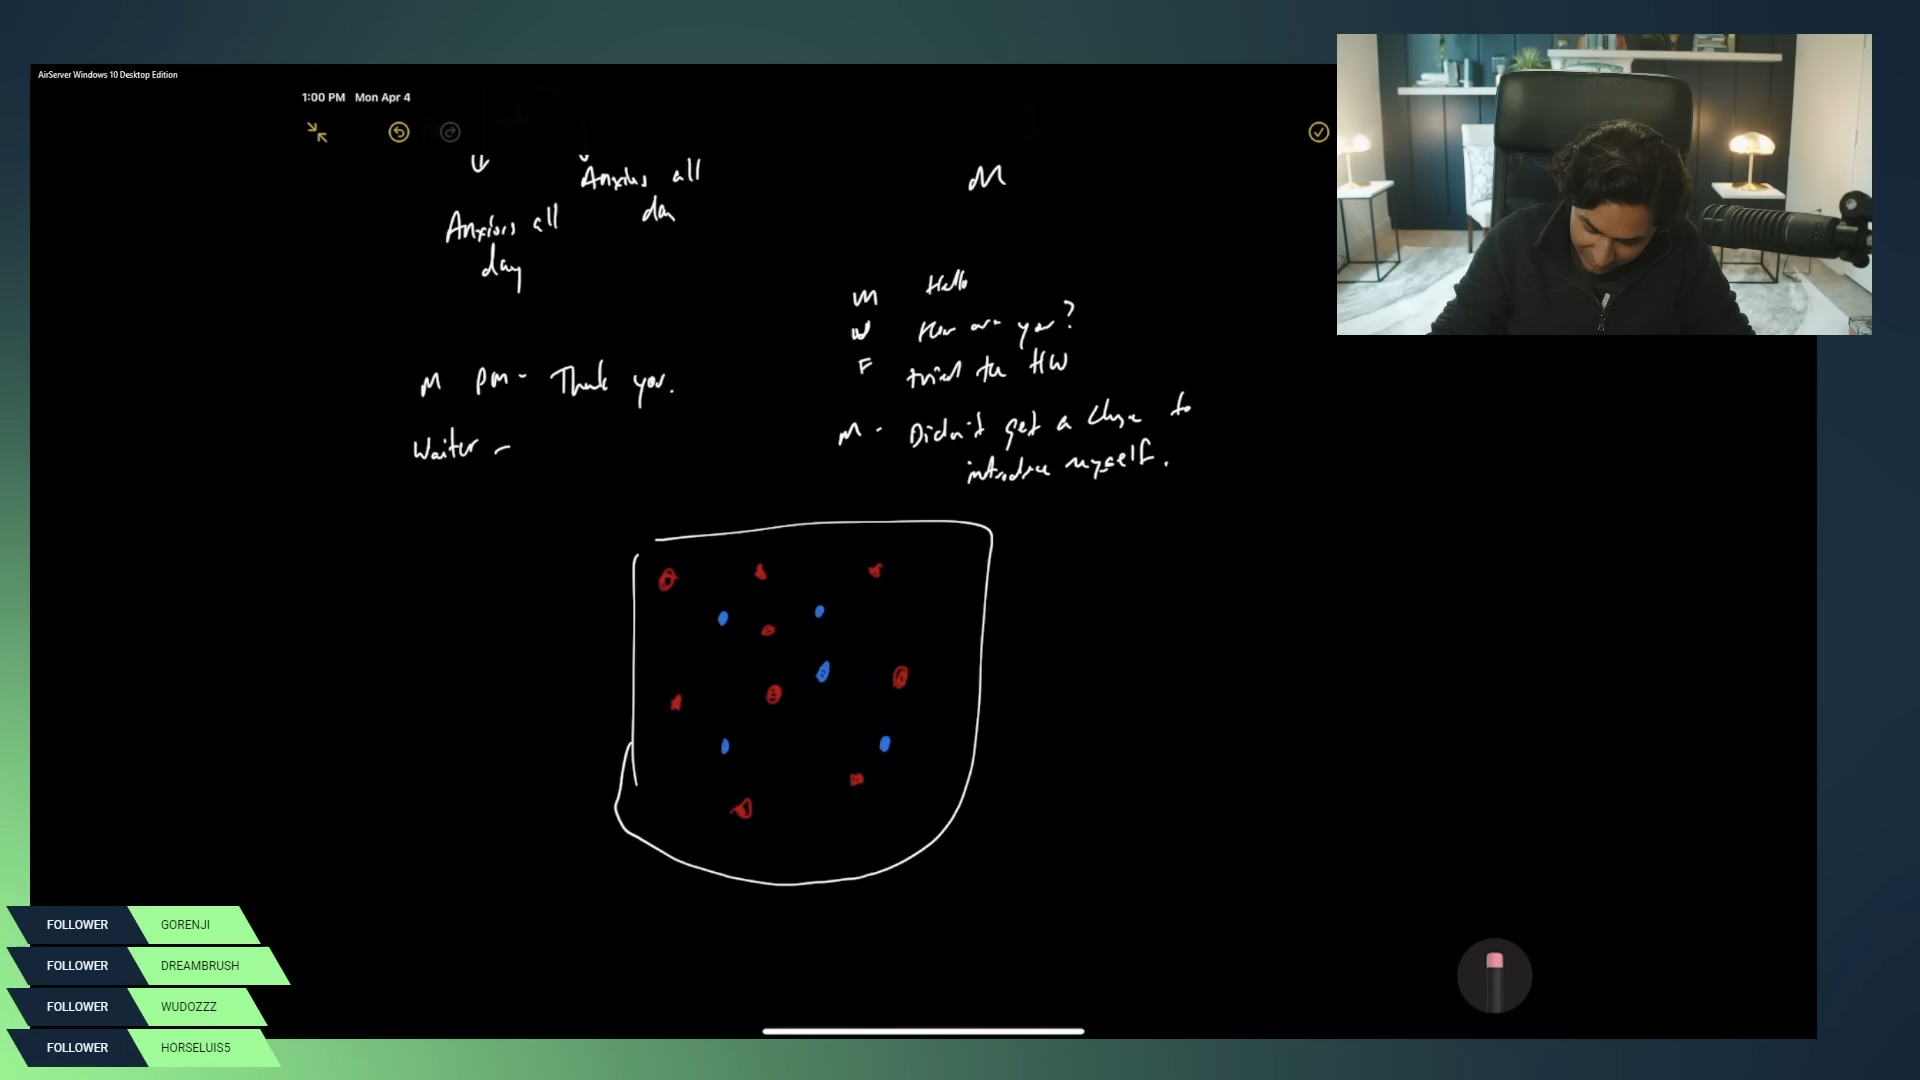 AirServer Windows 10 Desktop Edition
1:00 PM Mon Apr 4
Anxious all
day
Anxious all
day
M
M Hello
W How are you?
F tried the HW
M - Didn't get a chance to
introduce myself.
M pm - Thank you.
Waiter -
FOLLOWER GORENJI
FOLLOWER DREAMBRUSH
FOLLOWER WUDOZZZ
FOLLOWER HORSELUIS5